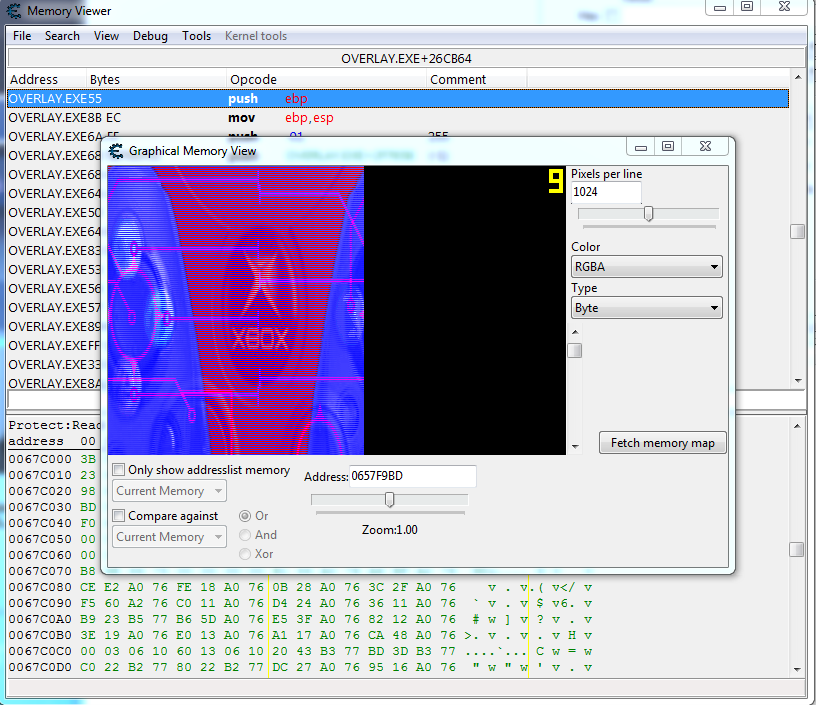 Memory Viewer
File Search View Debug Tools Kernel tools
OVERLAY.EXE+26CB64
Address Bytes Opcode Comment
OVERLAY.EXE55 push ebp
OVERLAY.EXE8B EC mov ebp,esp
OVERLAY.EXE6A FF push -01 255
OVERLAY.EXE68
OVERLAY.EXE68
OVERLAY.EXE64
OVERLAY.EXE50
OVERLAY.EXE64
OVERLAY.EXE83
OVERLAY.EXE53
OVERLAY.EXE56
OVERLAY.EXE57
OVERLAY.EXE89
OVERLAY.EXEFF
OVERLAY.EXE33
OVERLAY.EXE8A
Graphical Memory View
X
XBOX
9
Pixels per line
1024
Color
RGBA
Type
Byte
Fetch memory map
Only show addresslist memory
Current Memory
Compare against
Current Memory
Or
And
Xor
Address: 0657F9BD
Zoom:1.00
Protect:Read
address 00
0067C000 3B
0067C010 23
0067C020 98
0067C030 BD
0067C040 F0
0067C050 00
0067C060 00
0067C070 B8
0067C080 CE E2 A0 76 FE 18 A0 76 0B 28 A0 76 3C 2F A0 76 v . v.( v</ v
0067C090 F5 60 A2 76 C0 11 A0 76 D4 24 A0 76 36 11 A0 76 ` v . v $ v6. v
0067C0A0 B9 23 B5 77 B6 5D A0 76 E5 3F A0 76 82 12 A0 76 # w ] v ? v . v
0067C0B0 3E 19 A0 76 E0 13 A0 76 A1 17 A0 76 CA 48 A0 76 >. v . v . v H v
0067C0C0 00 03 06 10 60 13 06 10 20 43 B3 77 BD 3D B3 77 ....`... C w = w
0067C0D0 C0 22 B2 77 80 22 B2 77 DC 27 A0 76 95 16 A0 76 " w " w ' v . v